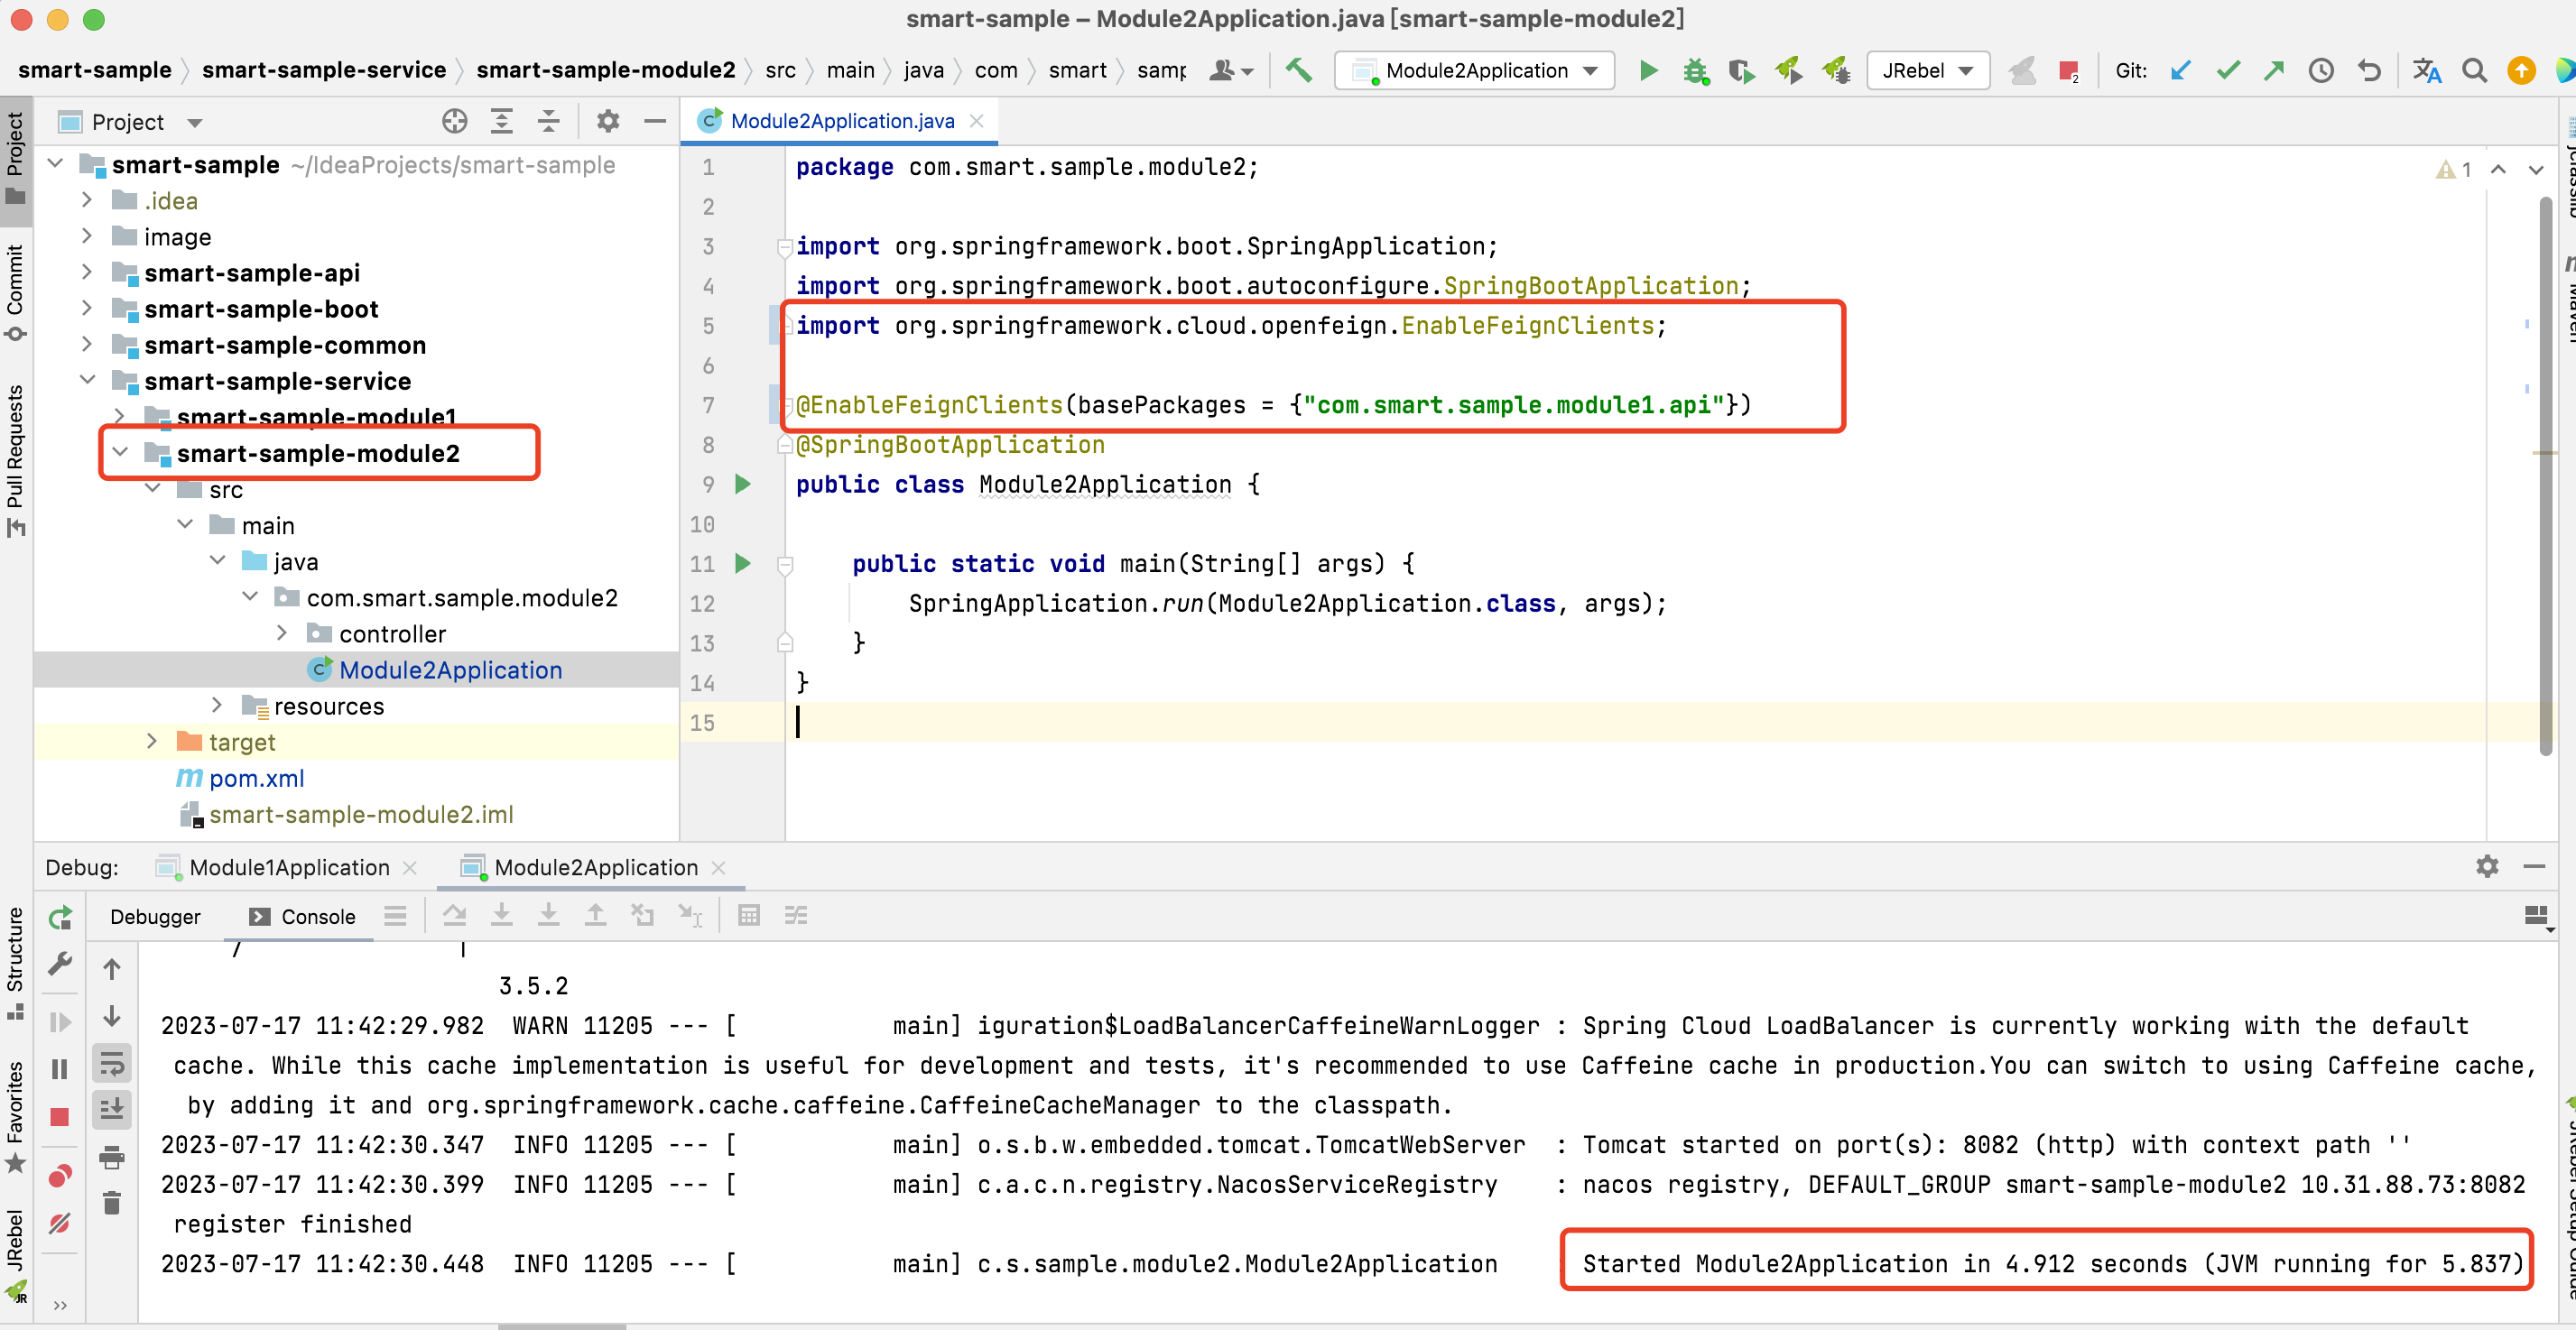 smart-sample – Module2Application.java [smart-sample-module2]
smart-sample smart-sample-service smart-sample-module2 src main java com smart Module2Application JRebel Git:
Project
Module2Application.java
Project
Commit
Pull Requests
Structure
Favorites
JRebel
smart-sample ~/IdeaProjects/smart-sample
.idea
image
smart-sample-api
smart-sample-boot
smart-sample-common
smart-sample-service
smart-sample-module1
smart-sample-module2
src
main
java
com.smart.sample.module2
controller
Module2Application
resources
target
pom.xml
smart-sample-module2.iml
1 package com.smart.sample.module2;
2
3 import org.springframework.boot.SpringApplication;
4 import org.springframework.boot.autoconfigure.SpringBootApplication;
5 import org.springframework.cloud.openfeign.EnableFeignClients;
6
7 @EnableFeignClients(basePackages = {"com.smart.sample.module1.api"})
8 @SpringBootApplication
9 public class Module2Application {
10
11 public static void main(String[] args) {
12 SpringApplication.run(Module2Application.class, args);
13 }
14 }
15
1
Debug: Module1Application Module2Application
Debugger Console
3.5.2
2023-07-17 11:42:29.982 WARN 11205 --- [ main] iguration$LoadBalancerCaffeineWarnLogger : Spring Cloud LoadBalancer is currently working with the default
cache. While this cache implementation is useful for development and tests, it's recommended to use Caffeine cache in production.You can switch to using Caffeine cache,
by adding it and org.springframework.cache.caffeine.CaffeineCacheManager to the classpath.
2023-07-17 11:42:30.347 INFO 11205 --- [ main] o.s.b.w.embedded.tomcat.TomcatWebServer : Tomcat started on port(s): 8082 (http) with context path ''
2023-07-17 11:42:30.399 INFO 11205 --- [ main] c.a.c.n.registry.NacosServiceRegistry : nacos registry, DEFAULT_GROUP smart-sample-module2 10.31.88.73:8082
register finished
2023-07-17 11:42:30.448 INFO 11205 --- [ main] c.s.sample.module2.Module2Application : Started Module2Application in 4.912 seconds (JVM running for 5.837)